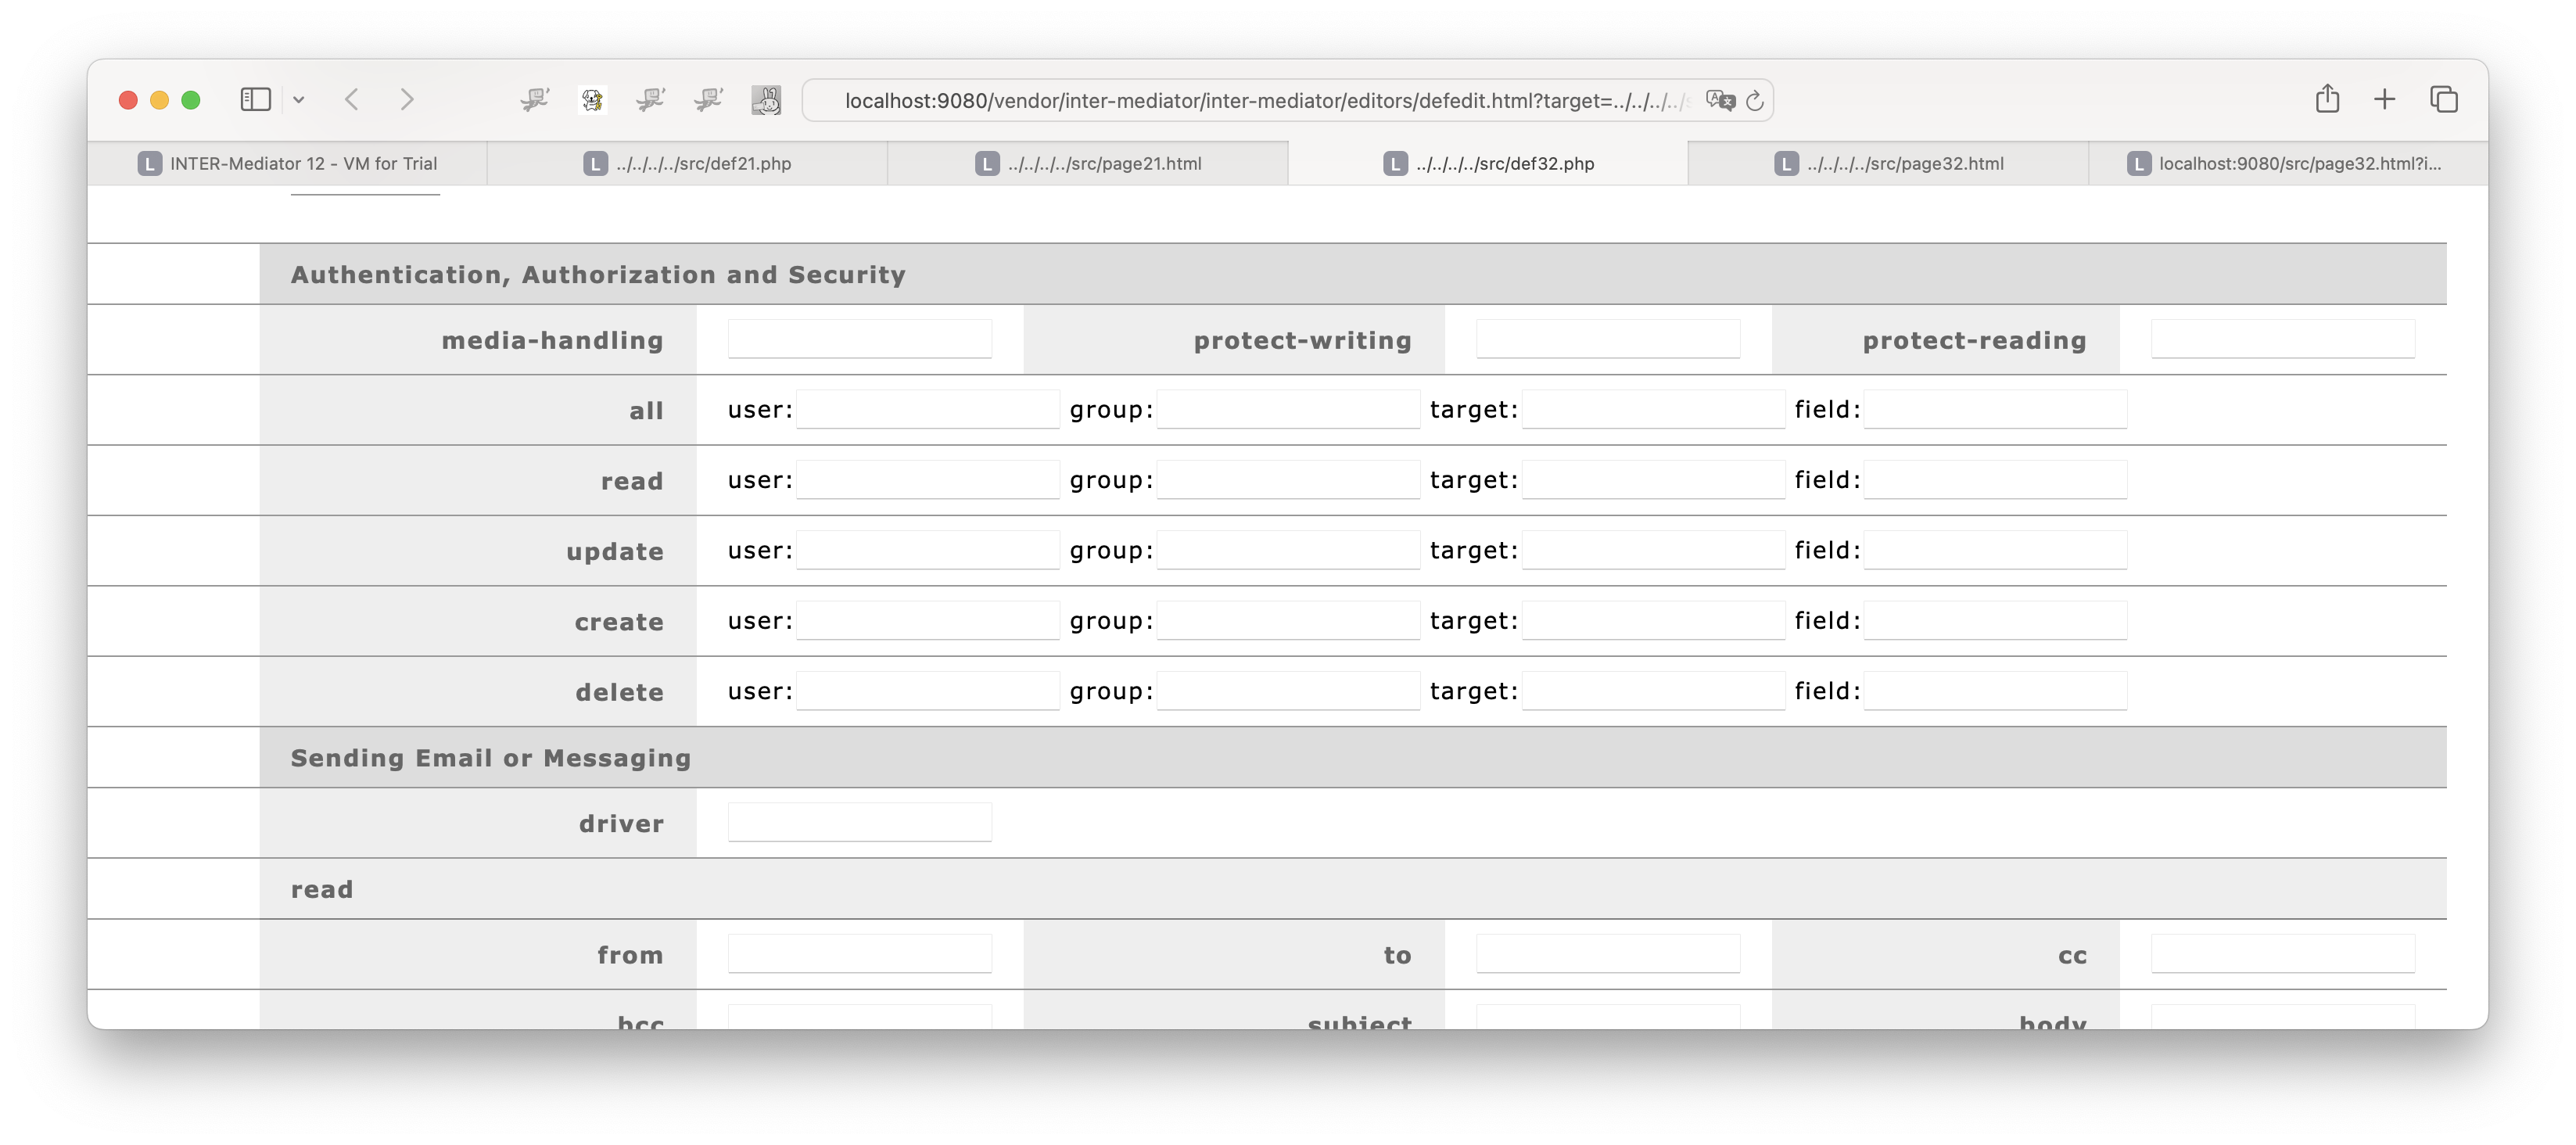 localhost:9080/vendor/inter-mediator/inter-mediator/editors/defedit.html?target=../../../../
L INTER-Mediator 12 - VM for Trial L ../../../../src/def21.php L ../../../../src/page21.html L ../../../../src/def32.php L ../../../../src/page32.html L localhost:9080/src/page32.html?i...
Authentication, Authorization and Security
media-handling protect-writing protect-reading
all user: group: target: field:
read user: group: target: field:
update user: group: target: field:
create user: group: target: field:
delete user: group: target: field:
Sending Email or Messaging
driver
read
from to cc
bcc subject body